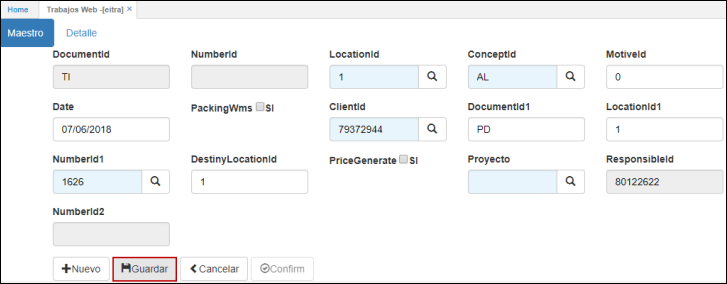 Home Trabajos Web -[eitra] ×
Maestro Detalle
DocumentId NumberId LocationId ConceptId MotiveId
TI 1 AL 0
Date PackingWms SI ClientId DocumentId1 LocationId1
07/06/2018 79372944 PD 1
NumberId1 DestinyLocationId PriceGenerate SI Proyecto ResponsibleId
1626 1 80122622
NumberId2
Nuevo Guardar Cancelar Confirm